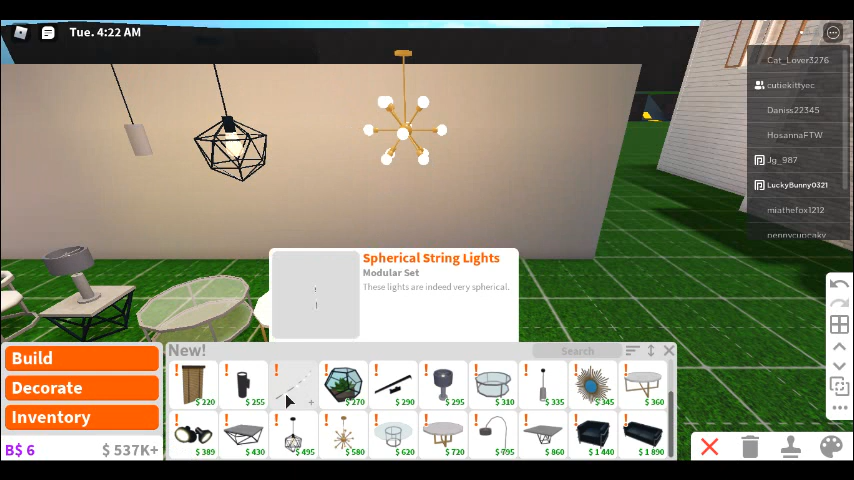 Tue. 4:22 AM
Cat_Lover3276
cutiekittyec
Daniss22345
HosannaFTW
Jg_987
LuckyBunny0321
miathefox1212
pennycupcaky
Spherical String Lights
Modular Set
These lights are indeed very spherical.
New!
Search
Build
Decorate
Inventory
B$ 6
$ 537K+
$ 220
$ 255
$ 270
$ 290
$ 295
$ 310
$ 335
$ 345
$ 360
$ 389
$ 430
$ 495
$ 580
$ 620
$ 720
$ 795
$ 860
$ 1 440
$ 1 890